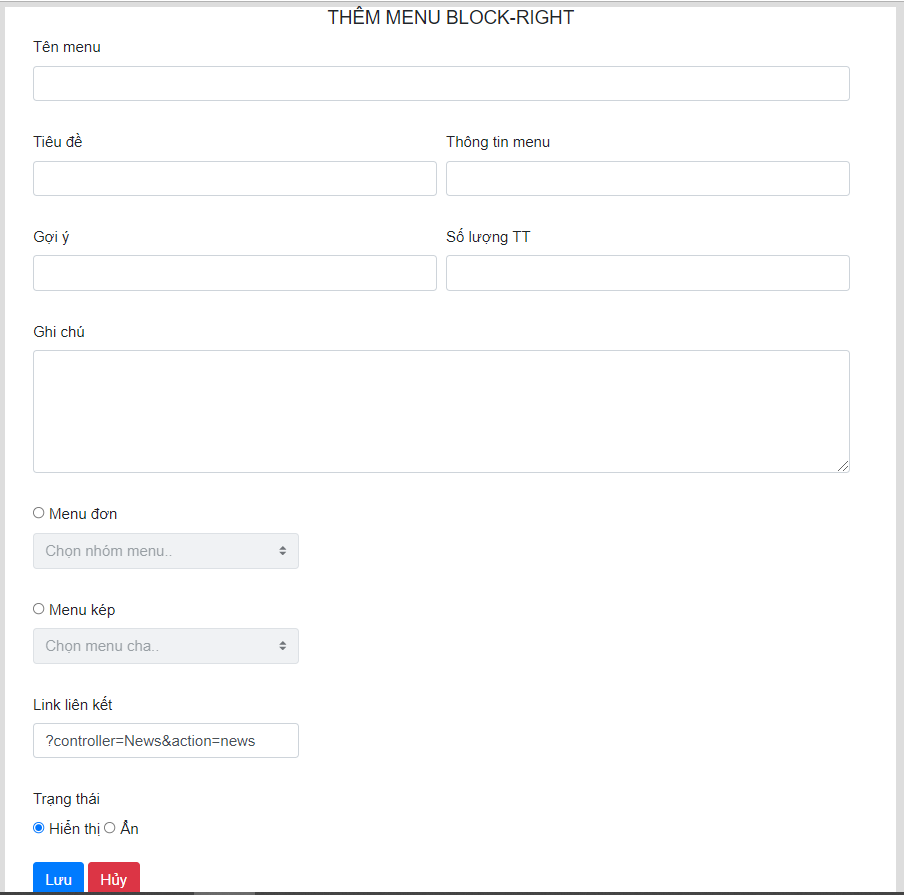 THÊM MENU BLOCK-RIGHT
Tên menu
Tiêu đề Thông tin menu
Gợi ý Số lượng TT
Ghi chú
Menu đơn
Chọn nhóm menu..
Menu kép
Chọn menu cha..
Link liên kết
?controller=News&action=news
Trạng thái
Hiển thị Ẩn
Lưu Hủy